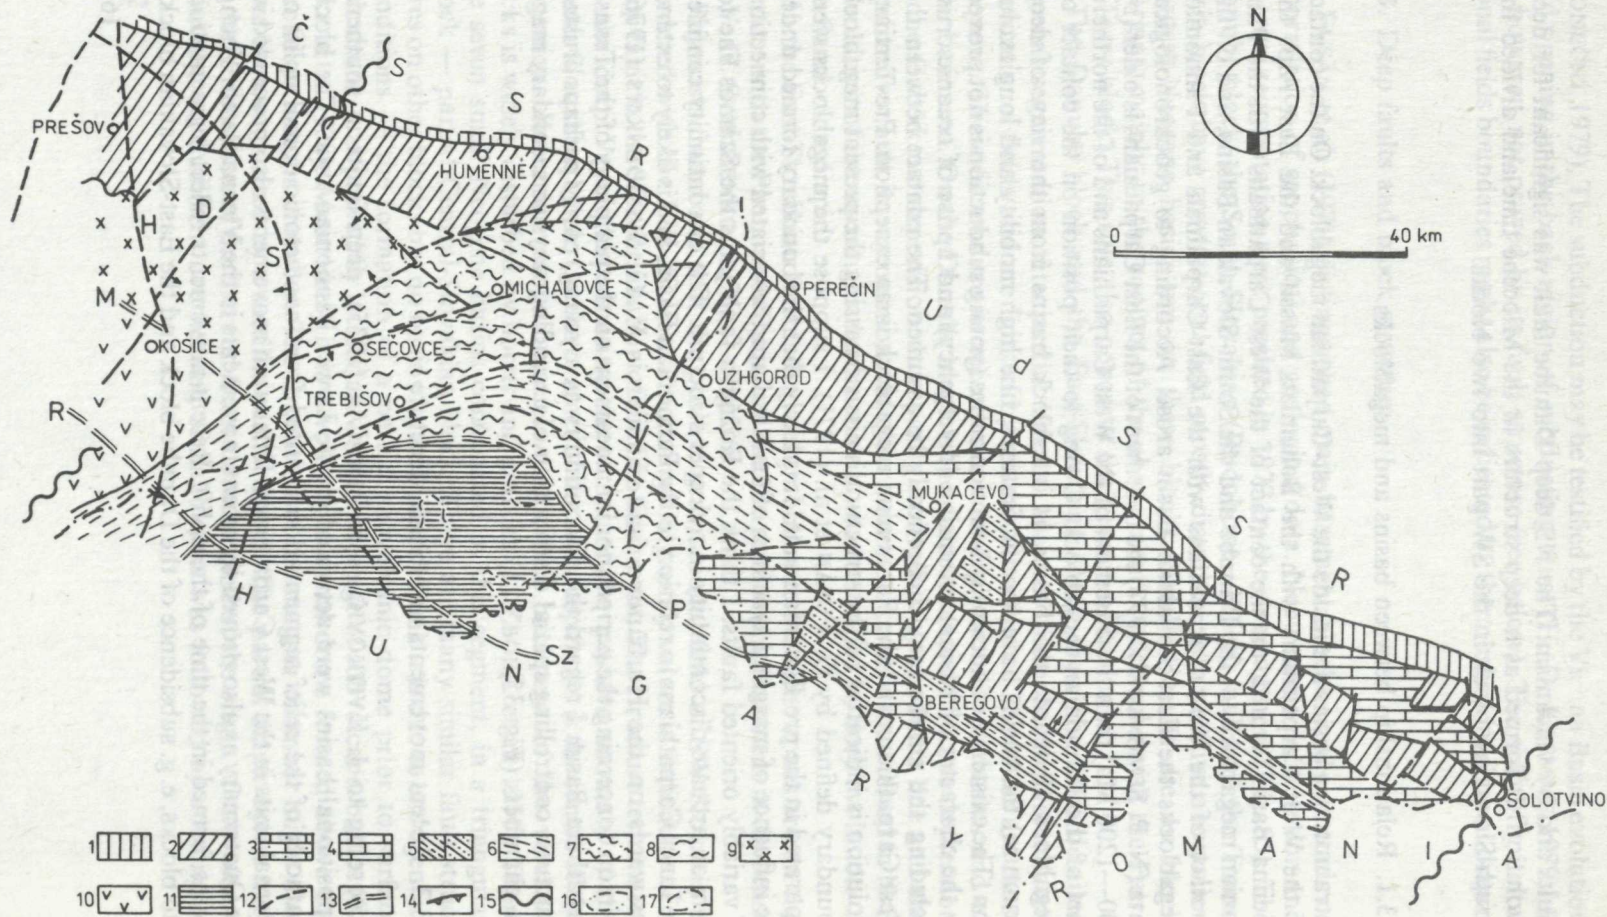 N
0 40 km
Č S S R
U d S S R
H U N G A R Y
R O M A N I A
PREŠOV
HUMENNÉ
H
D
S
M
MICHALOVCE
PEREČIN
KOŠICE
SEČOVCE
UZHGOROD
R
TREBIŠOV
MUKAČEVO
P
Sz
BEREGOVO
SOLOTVINO
1 2 3 4 5 6 7 8 9
10 11 12 13 14 15 16 17